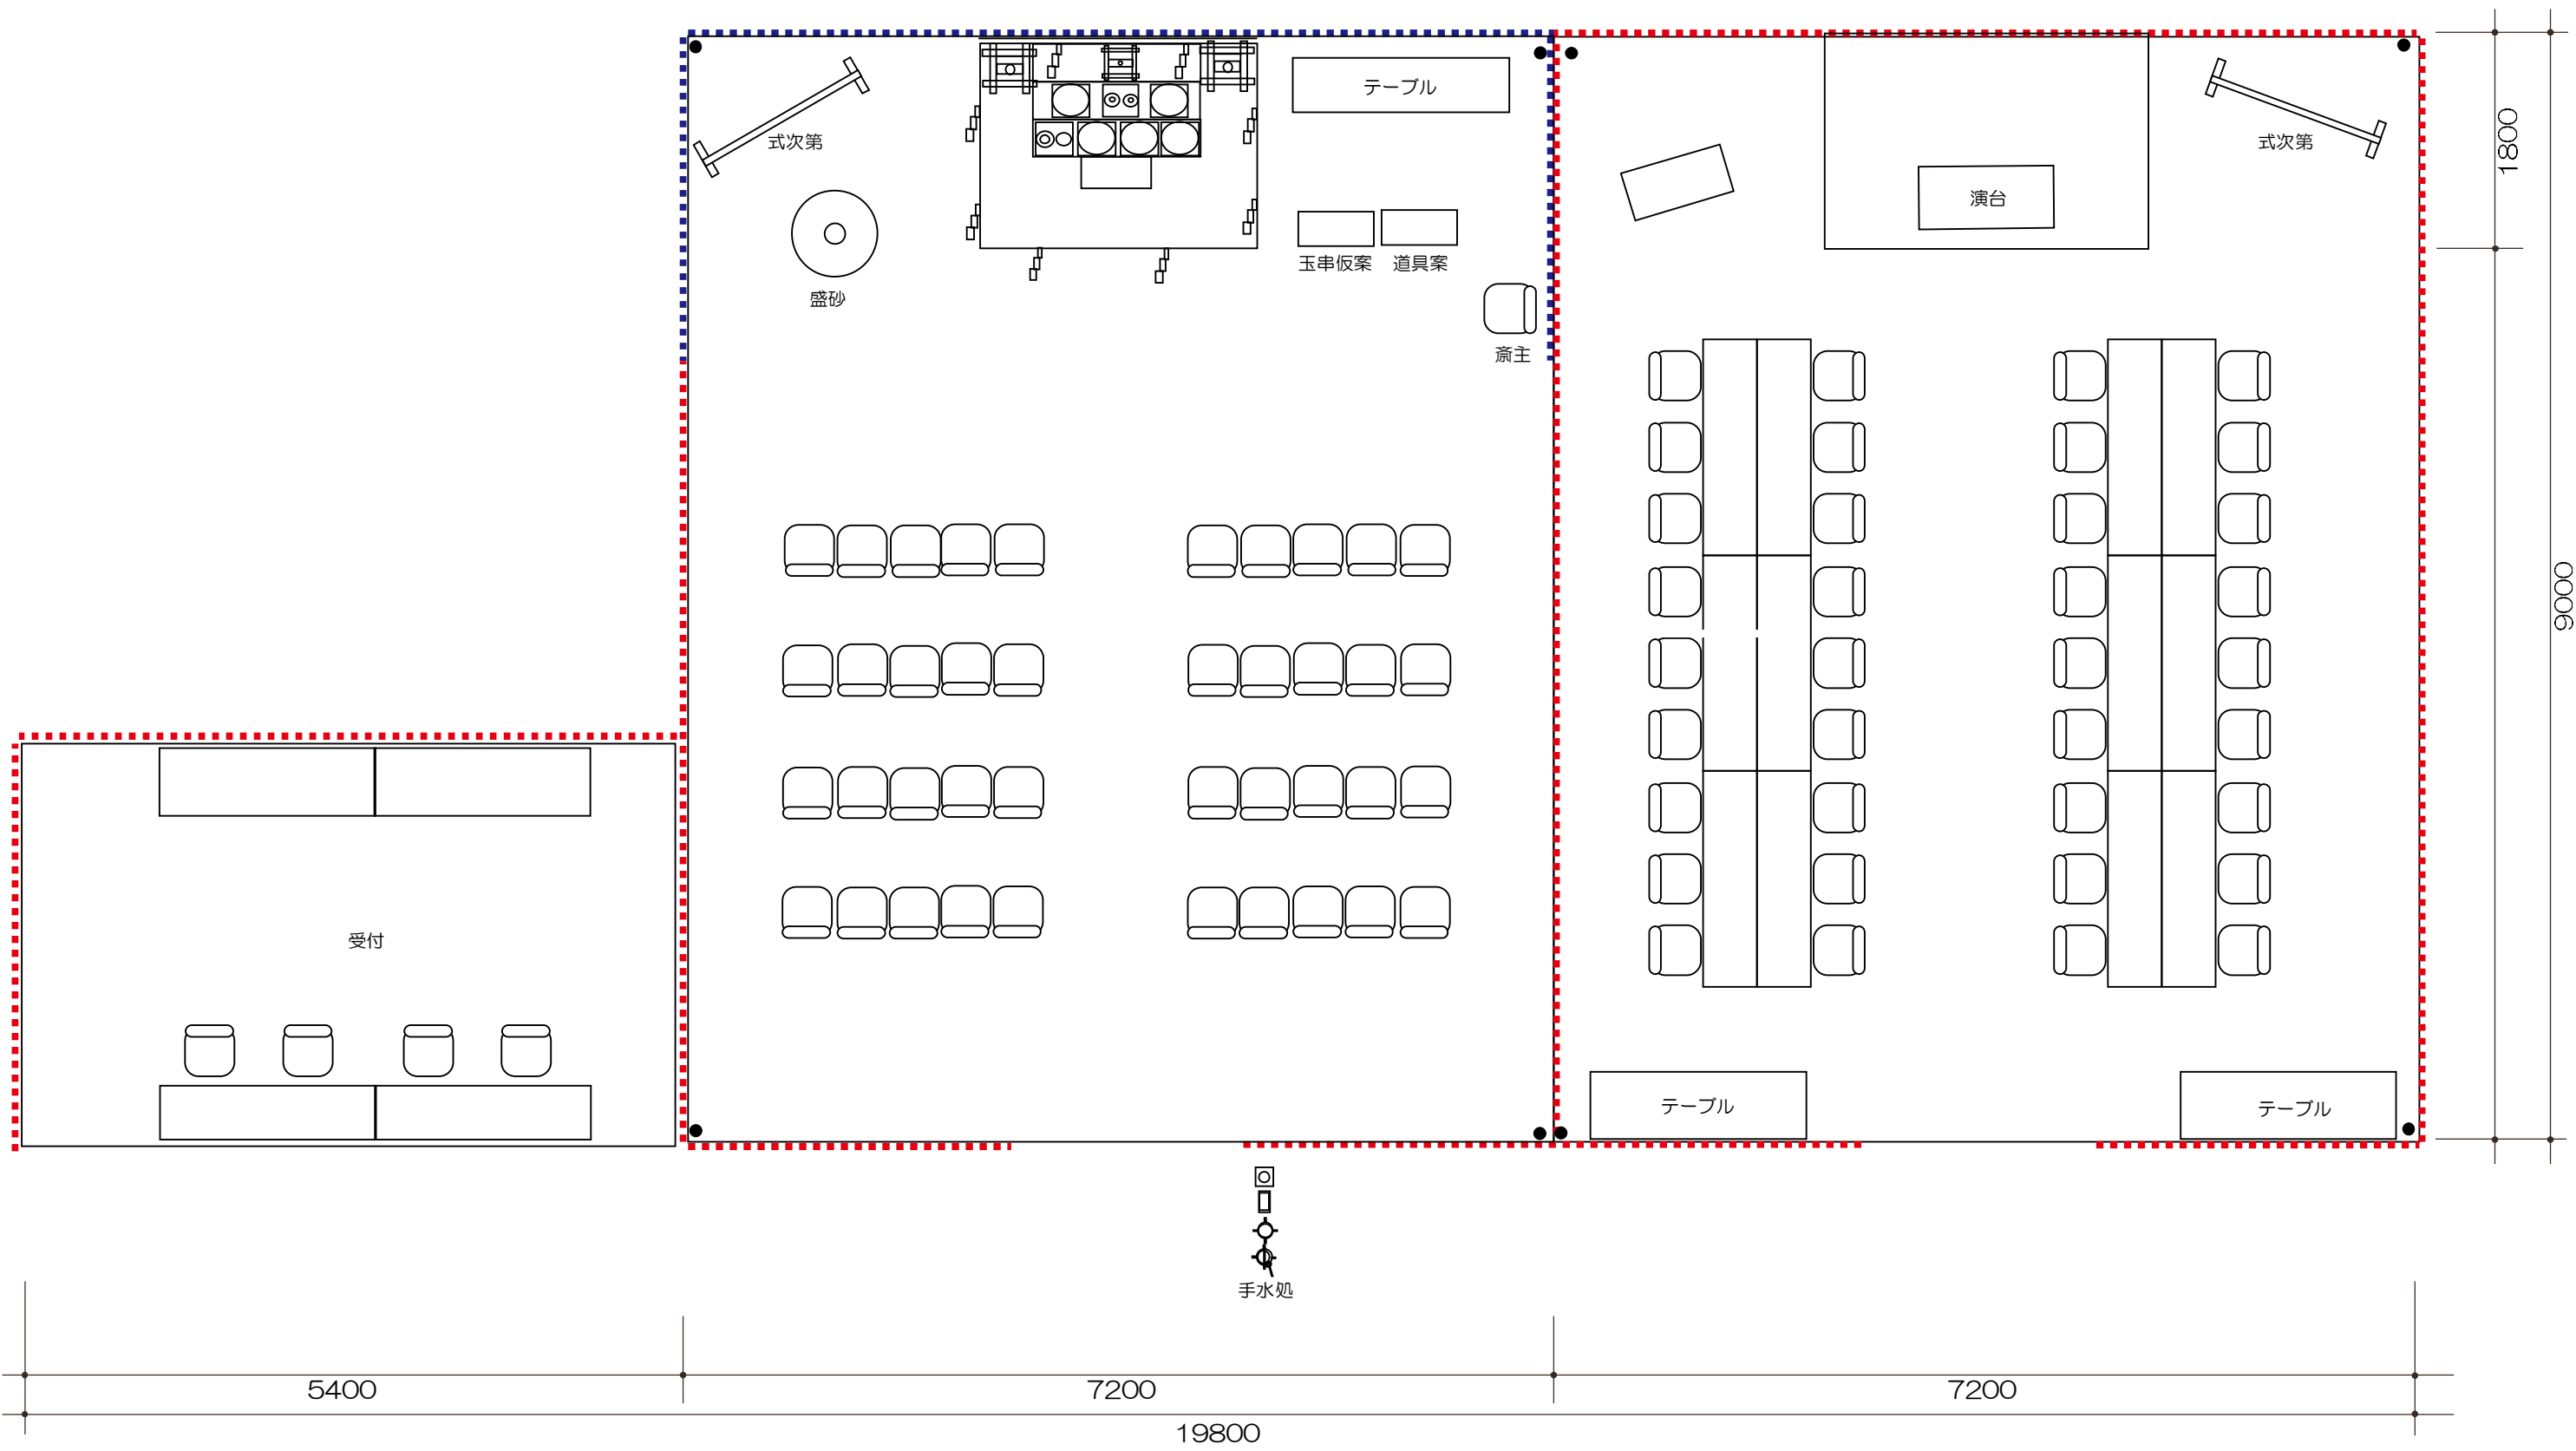 テーブル
式次第
式次第
1800
演台
玉串仮案
道具案
盛砂
斎主
9000
受付
テーブル
テーブル
手水処
5400
7200
7200
19800